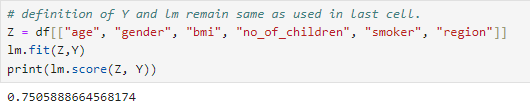 # definition of Y and lm remain same as used in last cell.
Z = df[["age", "gender", "bmi", "no_of_children", "smoker", "region"]]
lm.fit(Z,Y)
print(lm.score(Z, Y))
0.7505888664568174